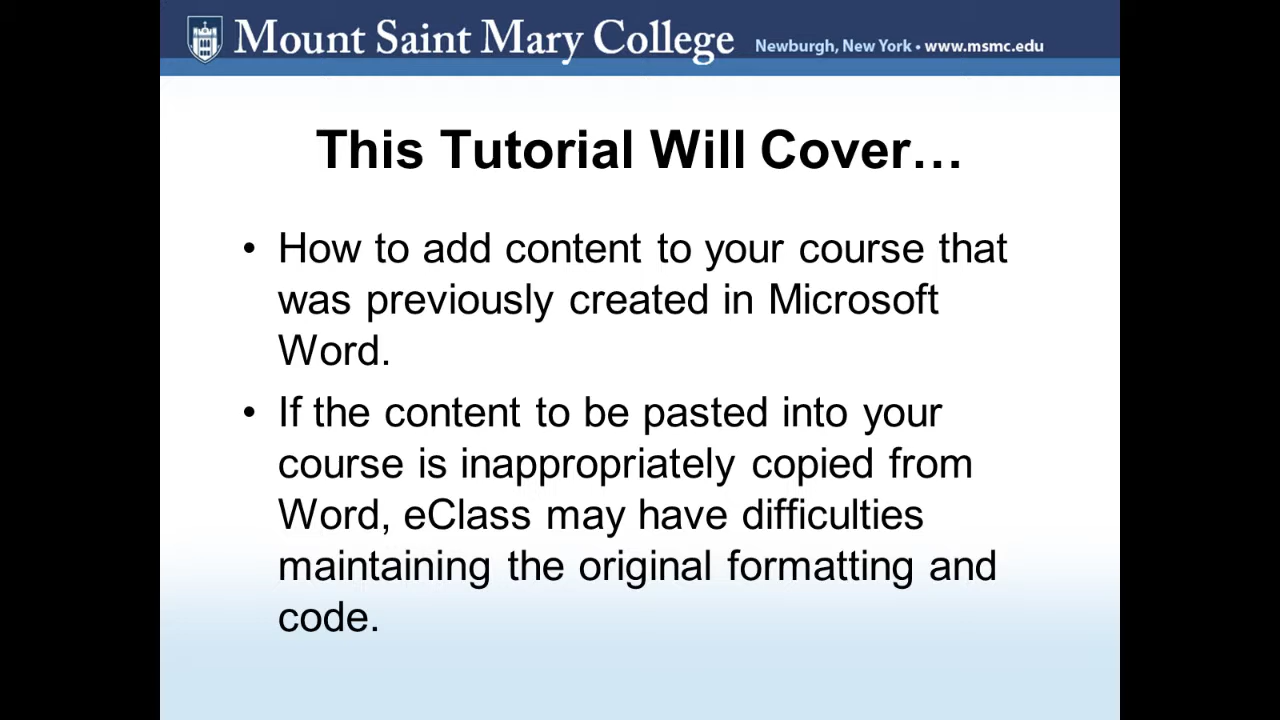 Mount Saint Mary College Newburgh, New York • www.msmc.edu
This Tutorial Will Cover…
• How to add content to your course that
was previously created in Microsoft
Word.
• If the content to be pasted into your
course is inappropriately copied from
Word, eClass may have difficulties
maintaining the original formatting and
code.